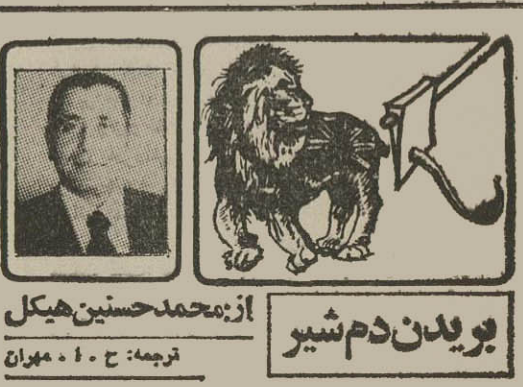 بریدن دم شیر
از: محمد حسنین هیکل
ترجمه: ح . ا . مهران